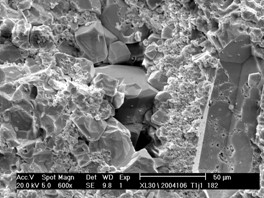 Acc.V Spot Magn Det WD Exp 50 µm
20.0 kV 5.0 600x SE 9.8 1 XL30 \ 2004106 T1j1 182